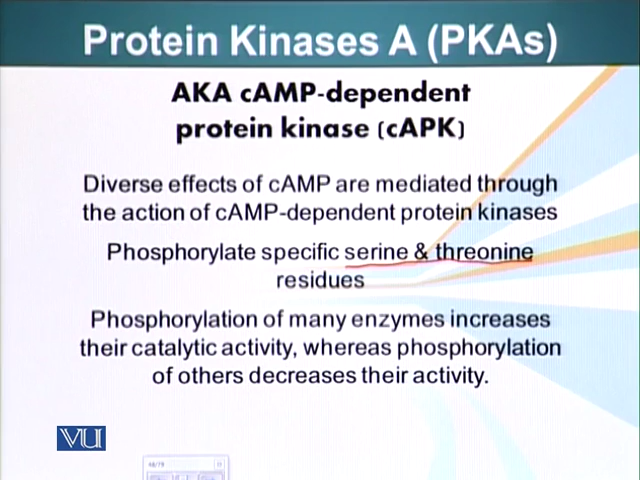 Protein Kinases A (PKAs)
AKA cAMP-dependent
protein kinase (cAPK)
Diverse effects of cAMP are mediated through
the action of cAMP-dependent protein kinases
Phosphorylate specific serine & threonine
residues
Phosphorylation of many enzymes increases
their catalytic activity, whereas phosphorylation
of others decreases their activity.
VU